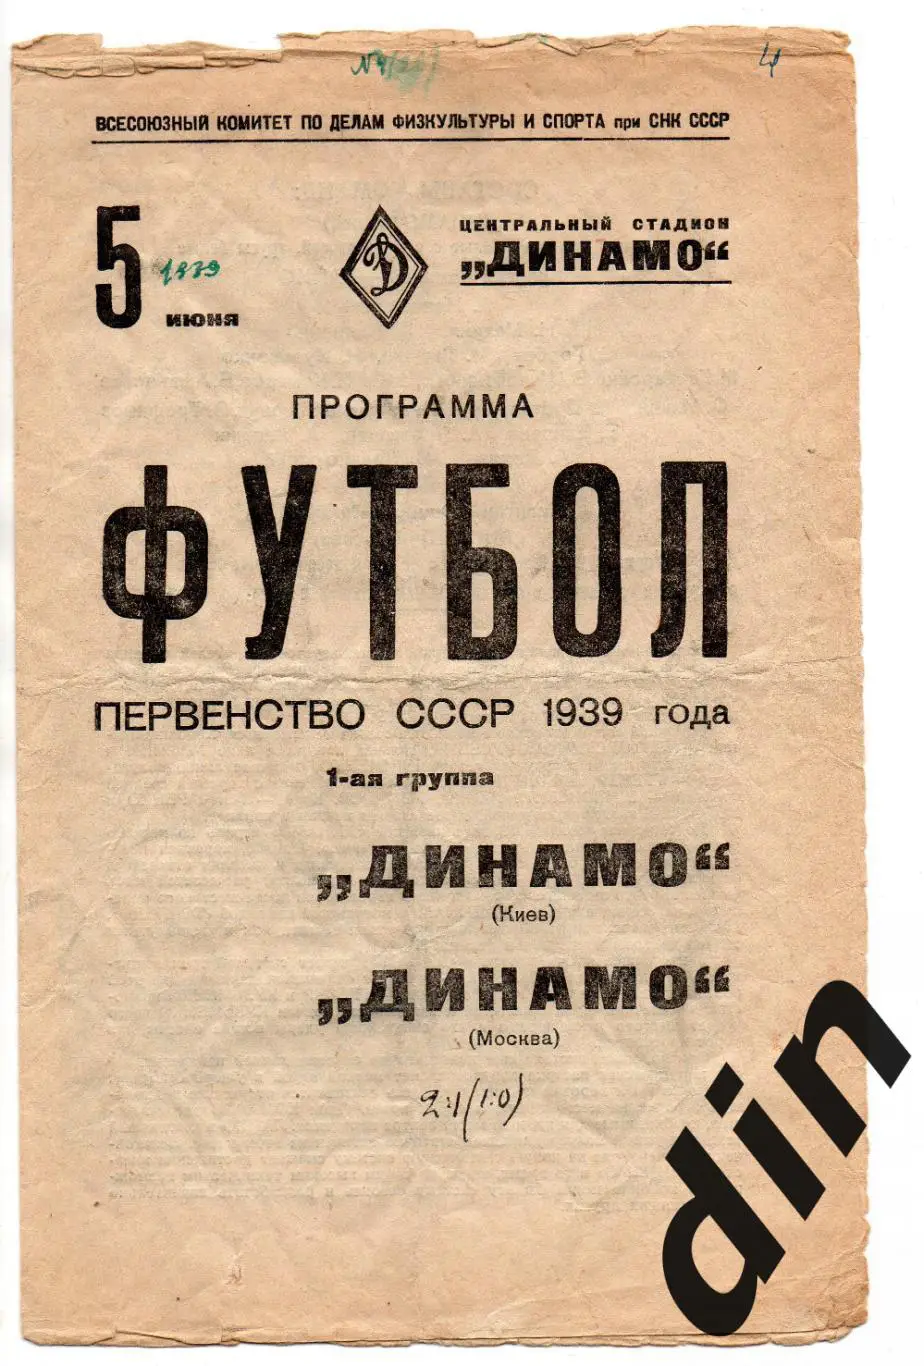 4
ВСЕСОЮЗНЫЙ КОМИТЕТ ПО ДЕЛАМ ФИЗКУЛЬТУРЫ И СПОРТА при СНК СССР
5 1939
июня
Д
ЦЕНТРАЛЬНЫЙ СТАДИОН
„ДИНАМО“
ПРОГРАММА
ФУТБОЛ
ПЕРВЕНСТВО СССР 1939 года
1-ая группа
„ДИНАМО“
(Киев)
„ДИНАМО“
(Москва)
2:1 (1:0)
din